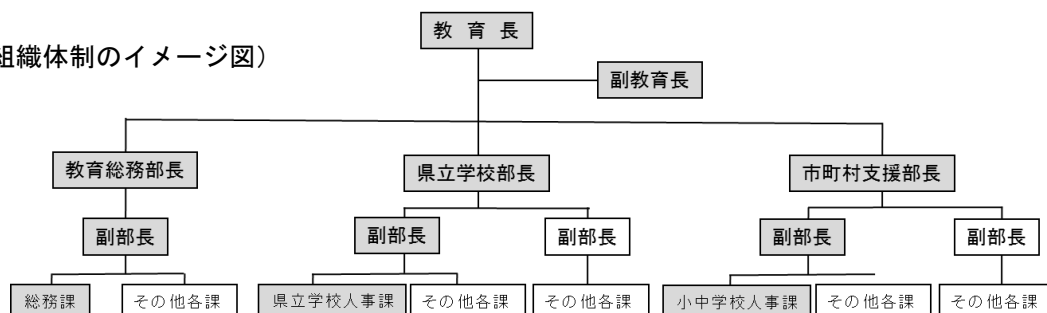 教育長
組織体制のイメージ図）
副教育長
教育総務部長
県立学校部長
市町村支援部長
副部長
副部長
副部長
副部長
副部長
総務課
その他各課
県立学校人事課
その他各課
その他各課
小中学校人事課
その他各課
その他各課